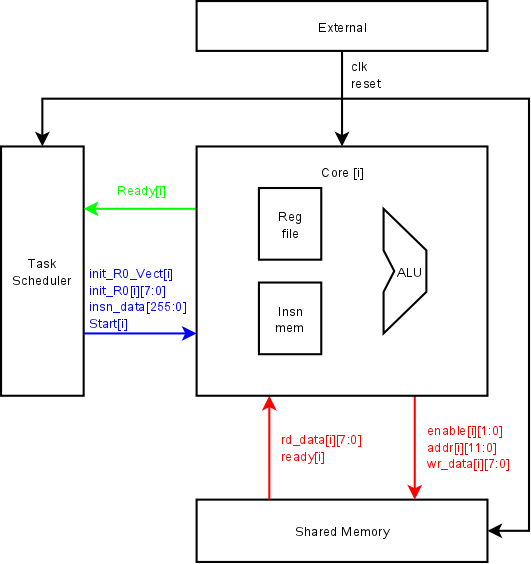 External
clk
reset
Core [i]
Ready[i]
Reg
file
Task
Scheduler
ALU
init_R0_Vect[i]
init_R0[i][7:0]
insn_data[255:0]
Start[i]
Insn
mem
rd_data[i][7:0]
ready[i]
enable[i][1:0]
addr[i][11:0]
wr_data[i][7:0]
Shared Memory